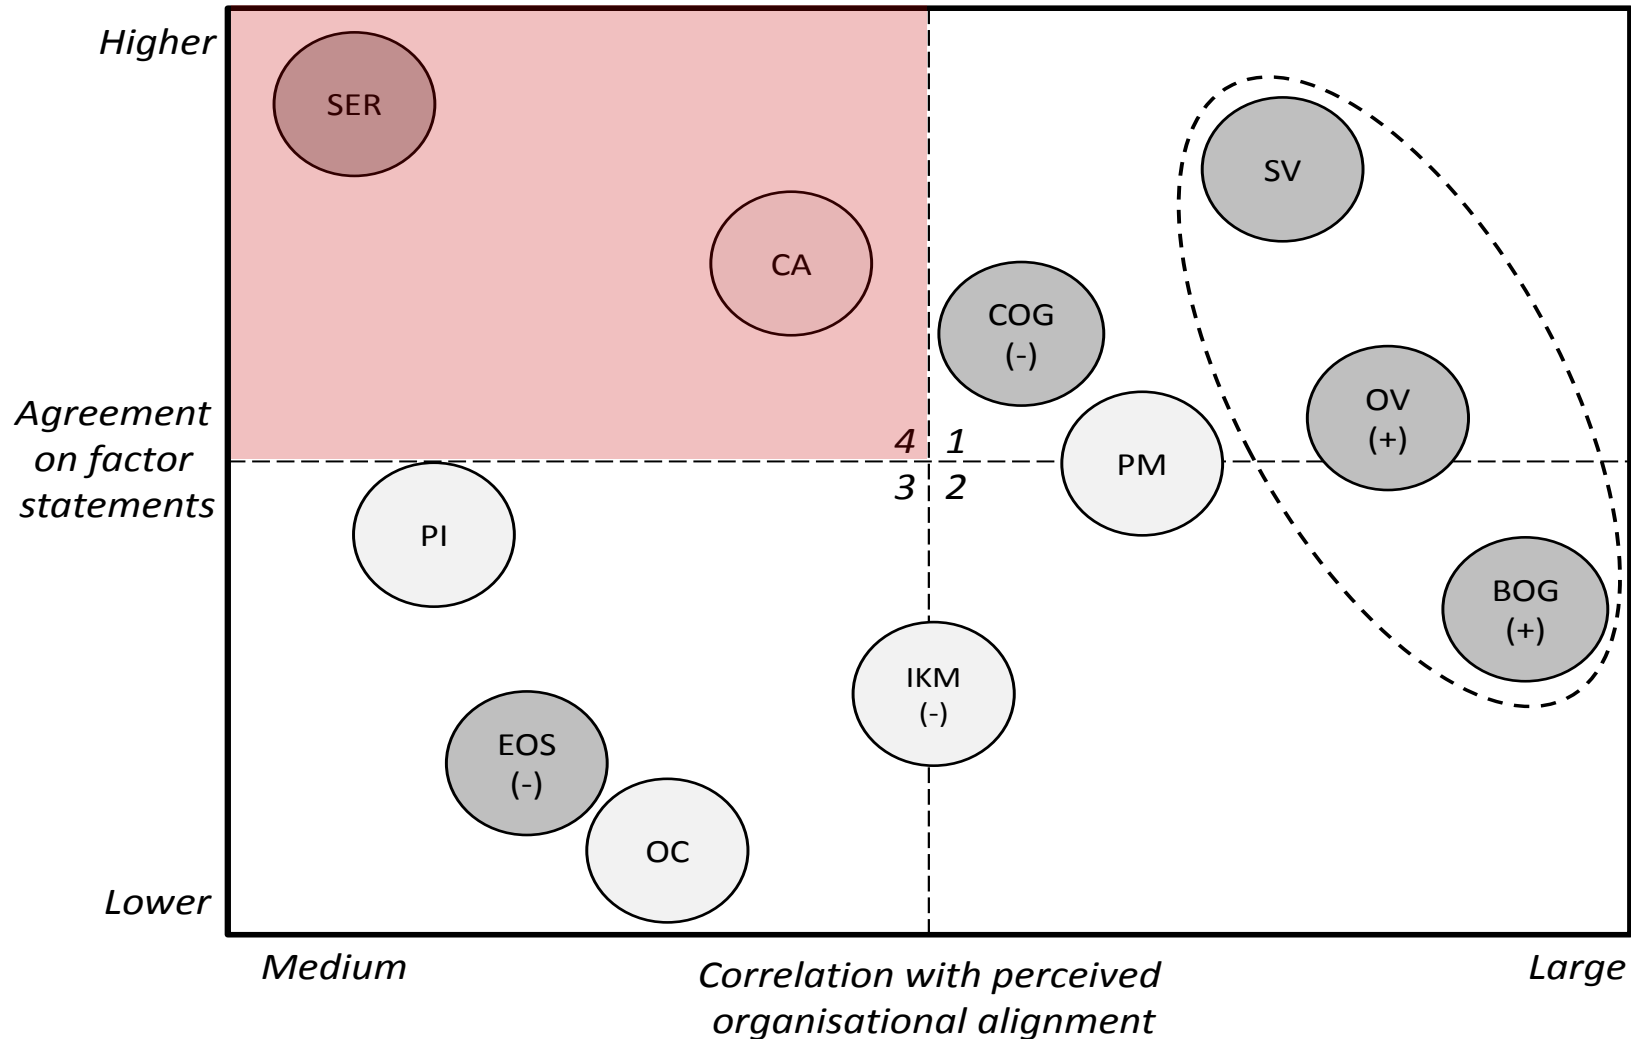 Higher
SER
SV
CA
COG
(-)
OV
(+)
Agreement
on factor
statements
4 1
3 2
PM
PI
BOG
(+)
IKM
(-)
EOS
(-)
OC
Lower
Medium
Correlation with perceived
organisational alignment
Large